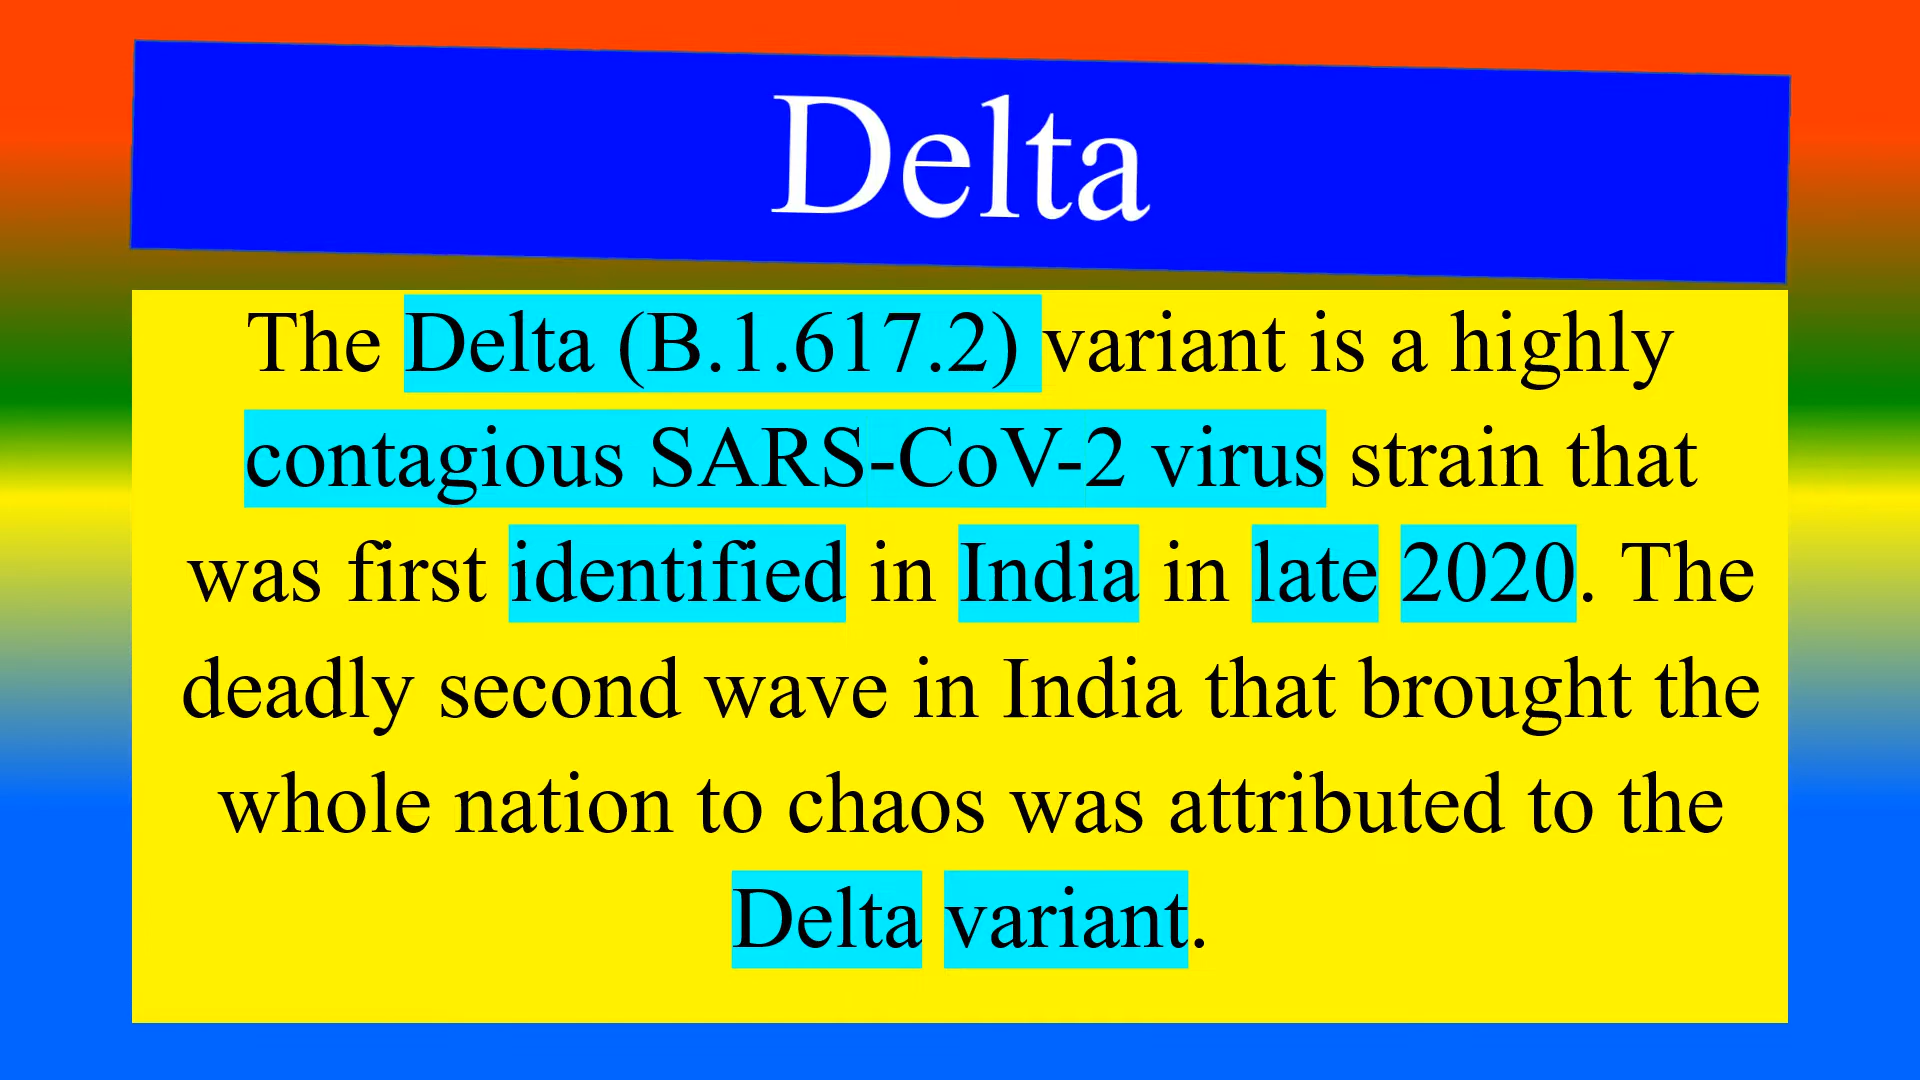 Delta
The Delta (B.1.617.2) variant is a highly
contagious SARS-CoV-2 virus strain that
was first identified in India in late 2020. The
deadly second wave in India that brought the
whole nation to chaos was attributed to the
Delta variant.